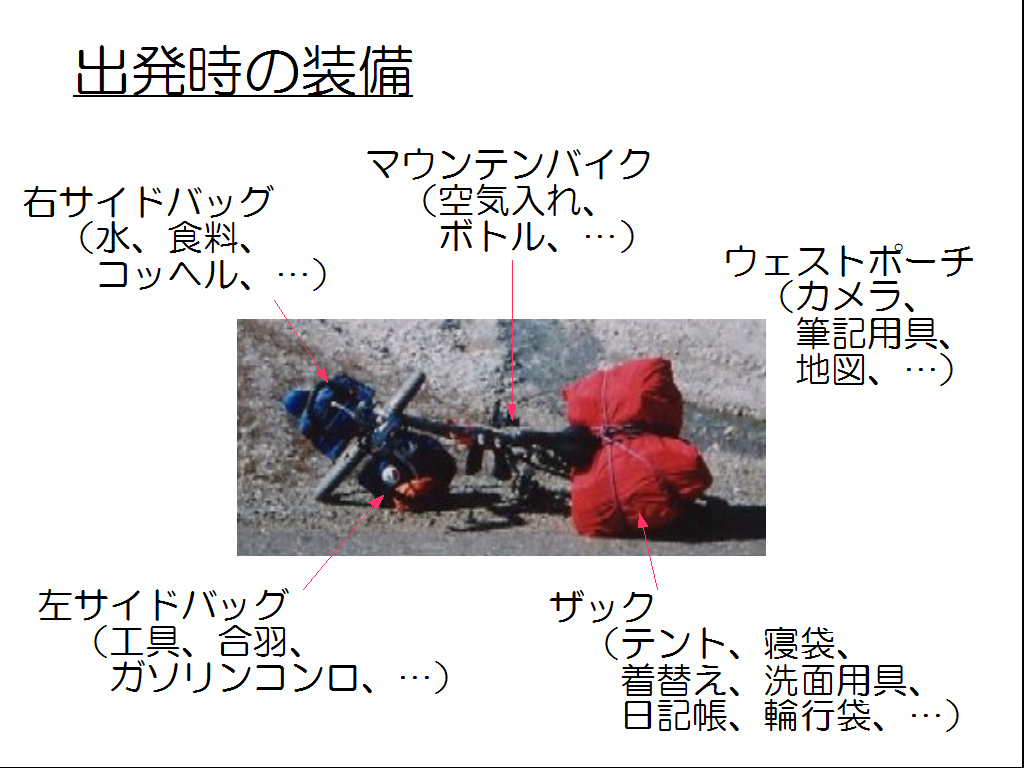 出発時の装備
マウンテンバイク
（空気入れ、
ボトル、…）
右サイドバッグ
（水、食料、
コッヘル、…）
ウェストポーチ
（カメラ、
筆記用具、
地図、…）
左サイドバッグ
（工具、合羽、
ガソリンコンロ、…）
ザック
（テント、寝袋、
着替え、洗面用具、
日記帳、輪行袋、…）